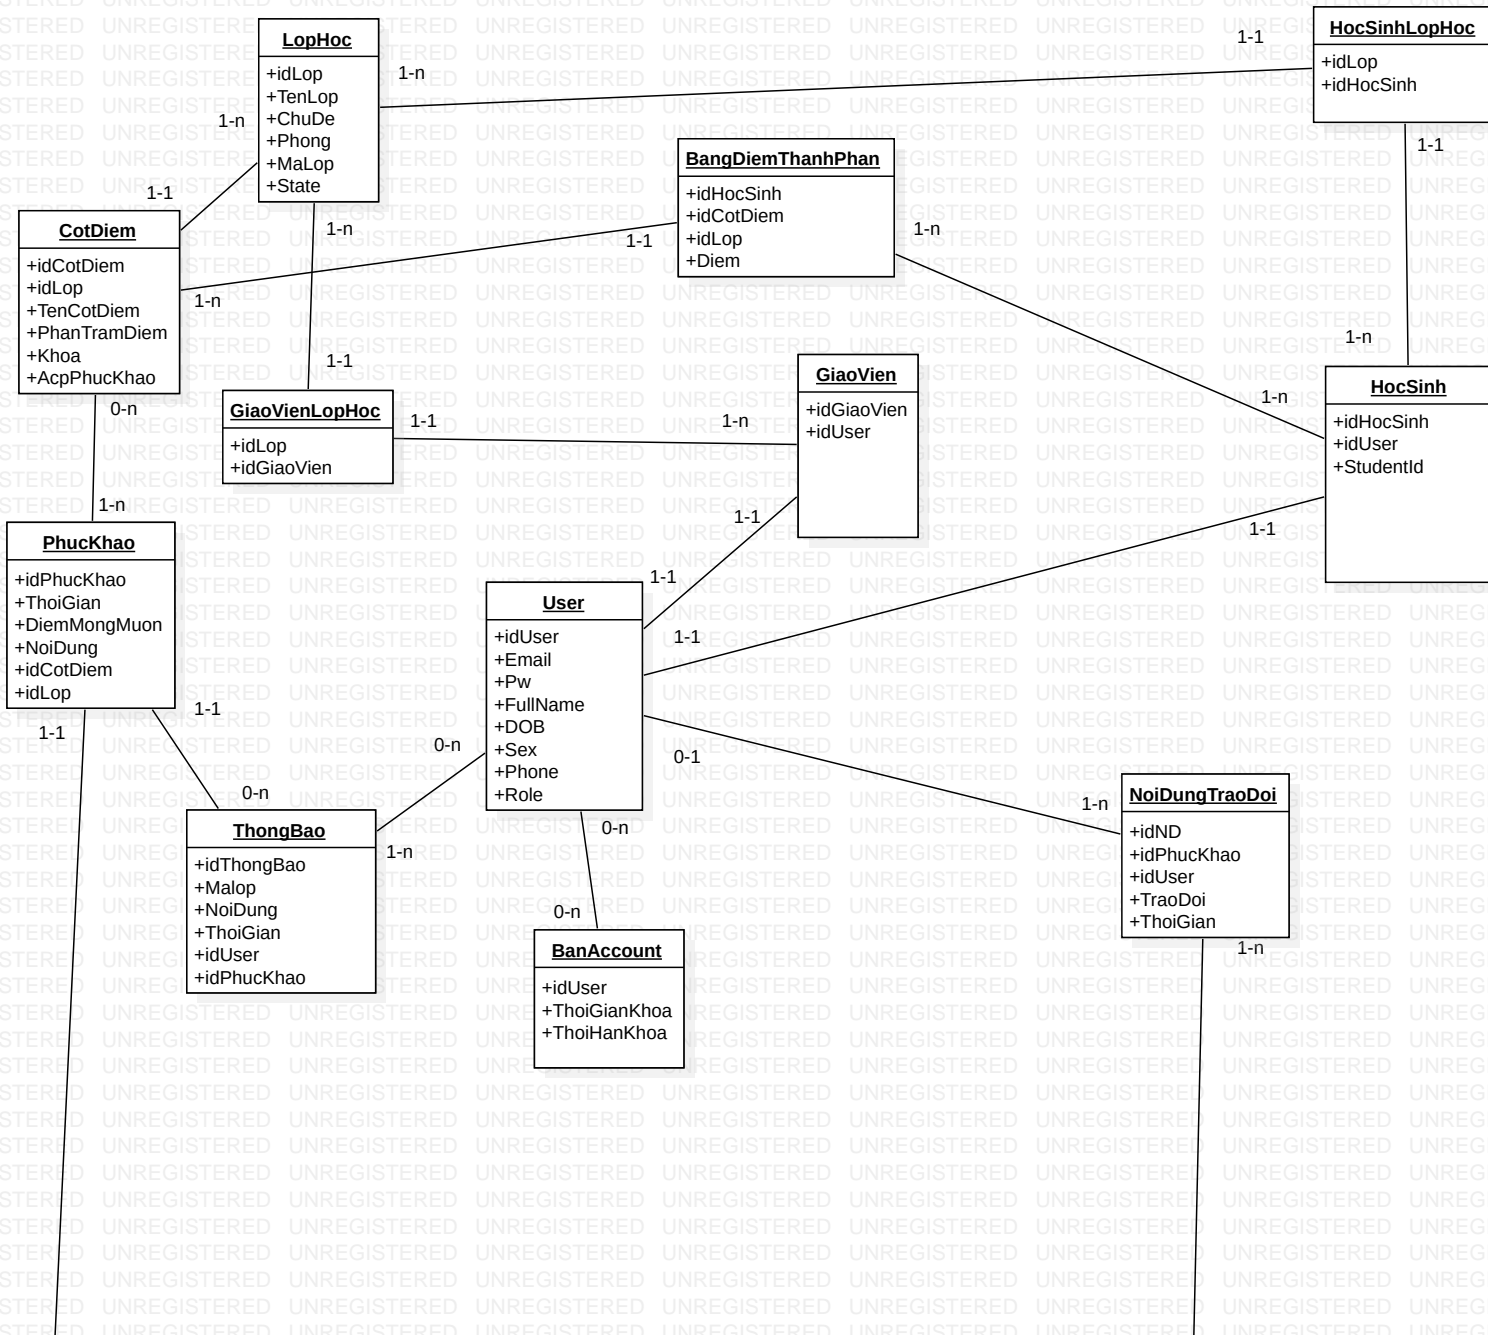 LopHoc
+idLop
+TenLop
+ChuDe
+Phong
+MaLop
+State
1-n
1-1
HocSinhLopHoc
+idLop
+idHocSinh
1-1
1-n
1-1
1-n
BangDiemThanhPhan
+idHocSinh
+idCotDiem
+idLop
+Diem
1-1
1-n
CotDiem
+idCotDiem
+idLop
+TenCotDiem
+PhanTramDiem
+Khoa
+AcpPhucKhao
1-n
0-n
1-1
GiaoVienLopHoc
+idLop
+idGiaoVien
1-1
1-n
GiaoVien
+idGiaoVien
+idUser
1-1
1-n
1-n
HocSinh
+idHocSinh
+idUser
+StudentId
1-1
1-n
PhucKhao
+idPhucKhao
+ThoiGian
+DiemMongMuon
+NoiDung
+idCotDiem
+idLop
1-1
1-1
1-1
User
+idUser
+Email
+Pw
+FullName
+DOB
+Sex
+Phone
+Role
1-1
0-1
0-n
0-n
0-n
ThongBao
+idThongBao
+Malop
+NoiDung
+ThoiGian
+idUser
+idPhucKhao
1-n
0-n
BanAccount
+idUser
+ThoiGianKhoa
+ThoiHanKhoa
1-n
NoiDungTraoDoi
+idND
+idPhucKhao
+idUser
+TraoDoi
+ThoiGian
1-n
UNREGISTERED